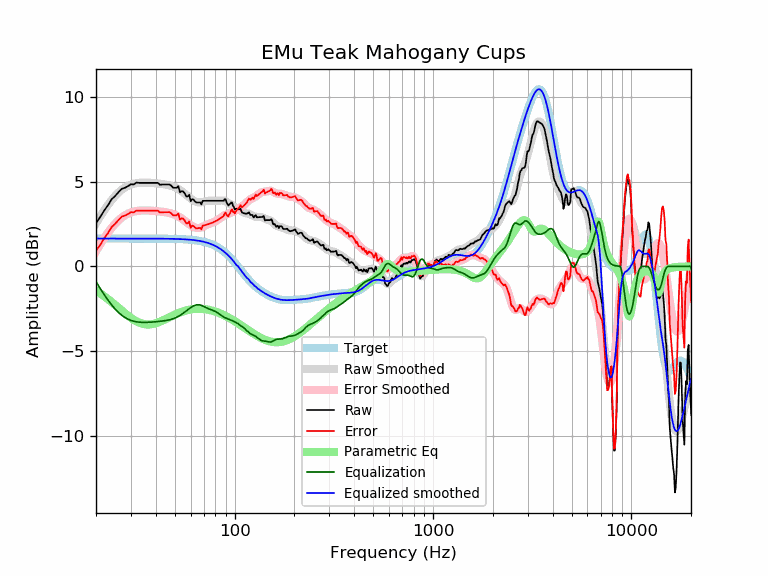 EMu Teak Mahogany Cups
10
5
0
−5
−10
Amplitude (dBr)
Target
Raw Smoothed
Error Smoothed
Raw
Error
Parametric Eq
Equalization
Equalized smoothed
100
1000
10000
Frequency (Hz)